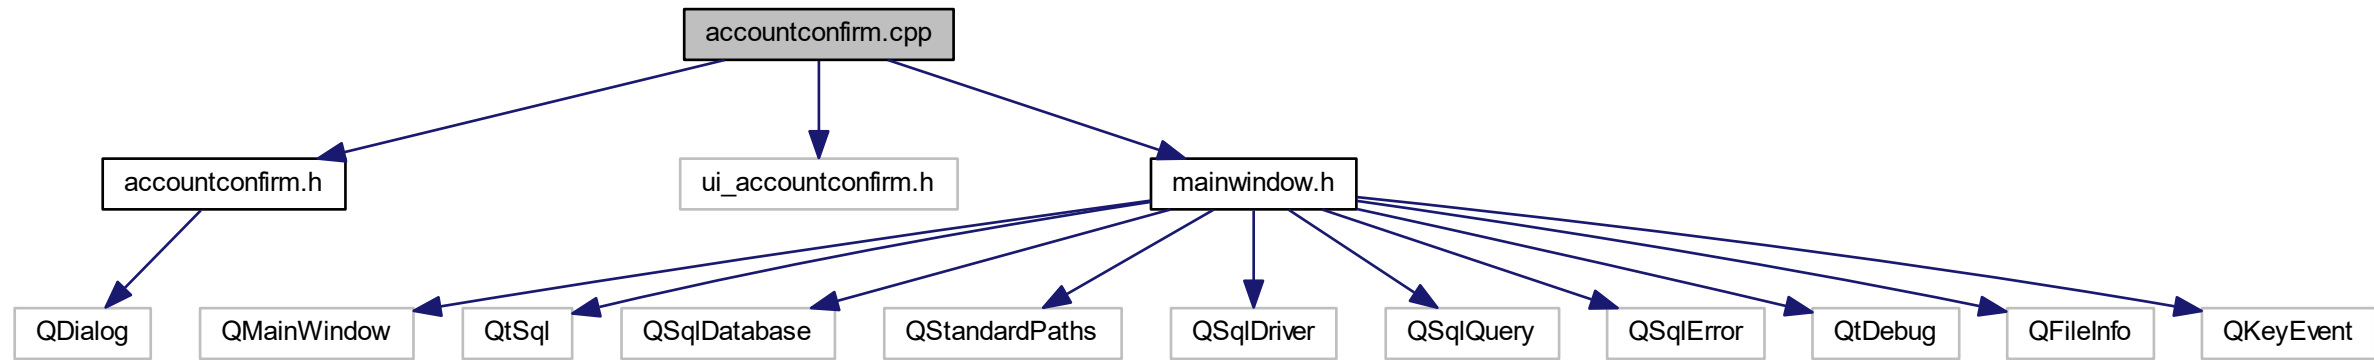 accountconfirm.cpp
accountconfirm.h
ui_accountconfirm.h
mainwindow.h
QDialog
QMainWindow
QtSql
QSqlDatabase
QStandardPaths
QSqlDriver
QSqlQuery
QSqlError
QtDebug
QFileInfo
QKeyEvent